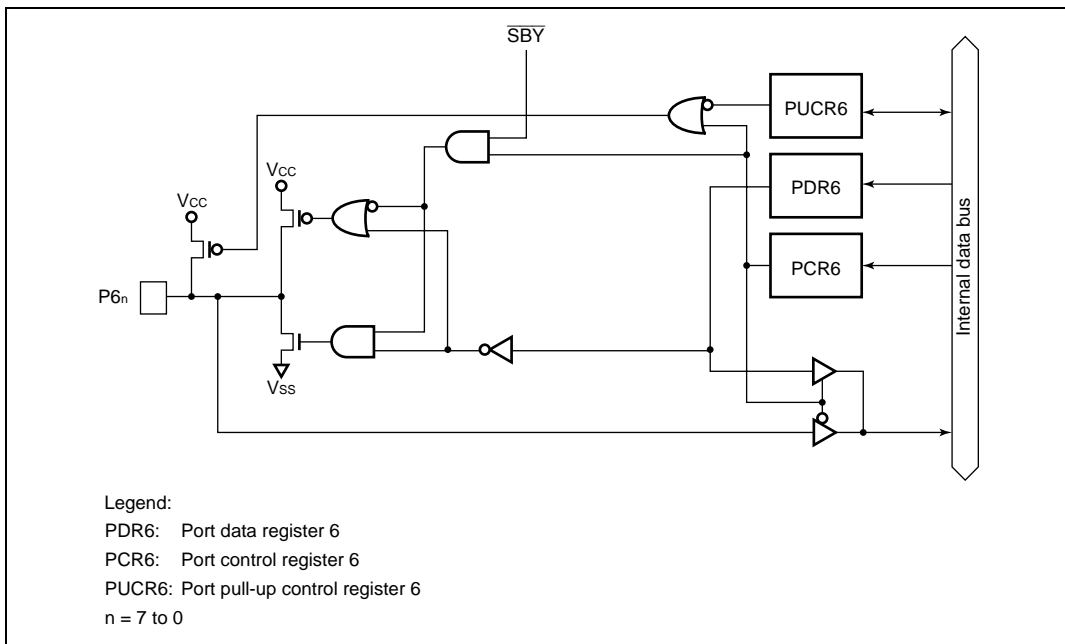 SBY
PUCR6
VCC
PDR6
VCC
PCR6
Internal data bus
P6n
VSS
Legend:
PDR6: Port data register 6
PCR6: Port control register 6
PUCR6: Port pull-up control register 6
n = 7 to 0